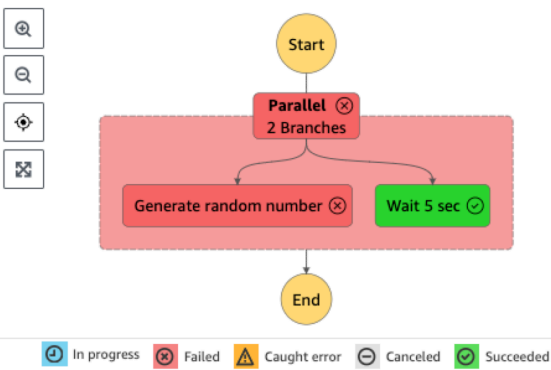 Start
Parallel
2 Branches
Generate random number
Wait 5 sec
End
In progress
Failed
Caught error
Canceled
Succeeded